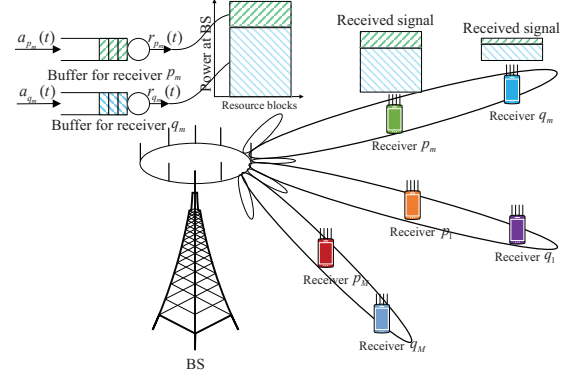 a_{p_m}(t) r_{p_m}(t)
Buffer for receiver p_m
a_{q_m}(t) r_{q_m}(t)
Buffer for receiver q_m
Power at BS
Resource blocks
Received signal
Received signal
Receiver q_m
Receiver p_m
Receiver p_1
Receiver q_1
Receiver p_M
Receiver q_M
BS